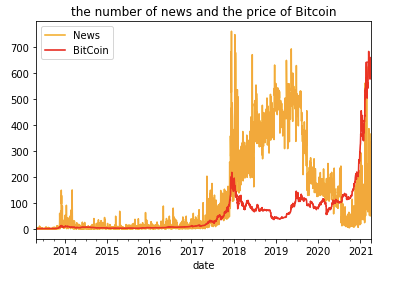 the number of news and the price of Bitcoin
News
BitCoin
700
600
500
400
300
200
100
0
2014 2015 2016 2017 2018 2019 2020 2021
date